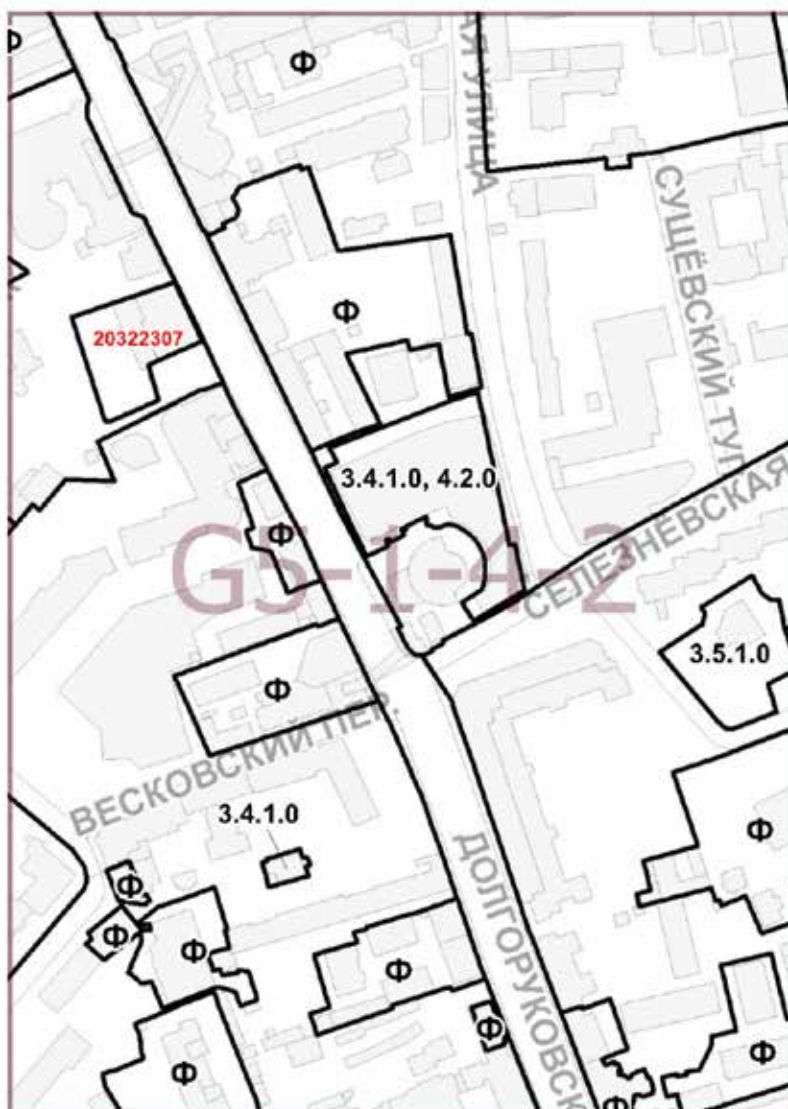 Ф
Ф
АЯ УЛИЦА
СУЩЁВСКИЙ ТУП
Ф
20322307
3.4.1.0, 4.2.0
Ф
G5-1-4-2
СЕЛЕЗНЁВСКАЯ
3.5.1.0
Ф
ВЕСКОВСКИЙ ПЕР.
3.4.1.0
Ф
ДОЛГОРУКОВСК
Ф
Ф
Ф
Ф
Ф
Ф
Ф
Ф